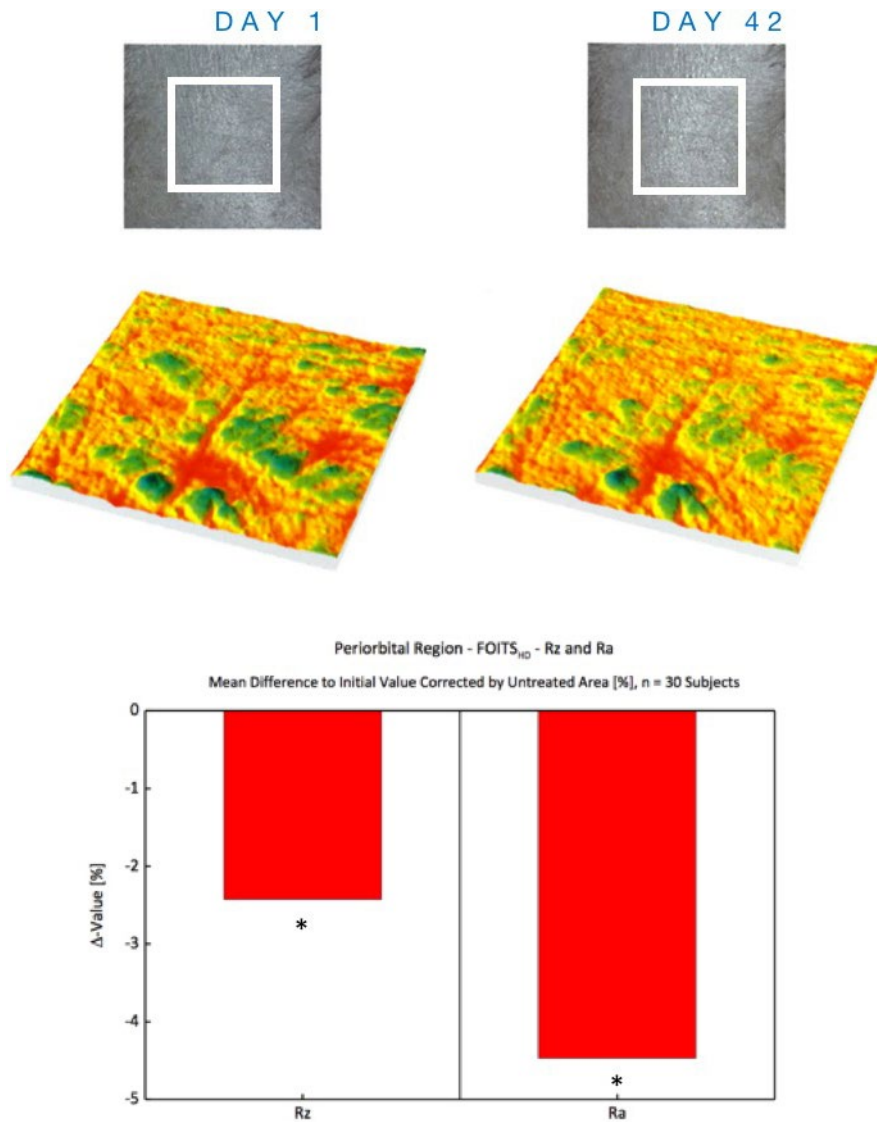 DAY 1
DAY 42
Periorbital Region - FOITS_HD - Rz and Ra
Mean Difference to Initial Value Corrected by Untreated Area [%], n = 30 Subjects
0
-1
-2
-3
-4
-5
Δ-Value [%]
*
*
Rz
Ra